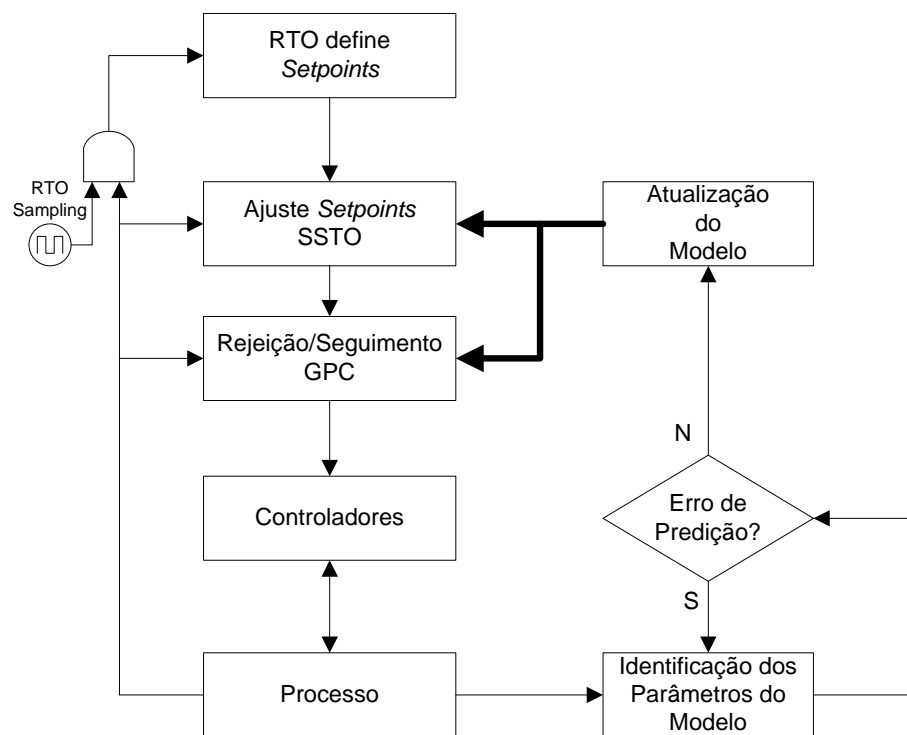 RTO define
Setpoints
RTO
Sampling
Ajuste Setpoints
SSTO
Atualização
do
Modelo
Rejeição/Seguimento
GPC
N
Controladores
Erro de
Predição?
S
Processo
Identificação dos
Parâmetros do
Modelo